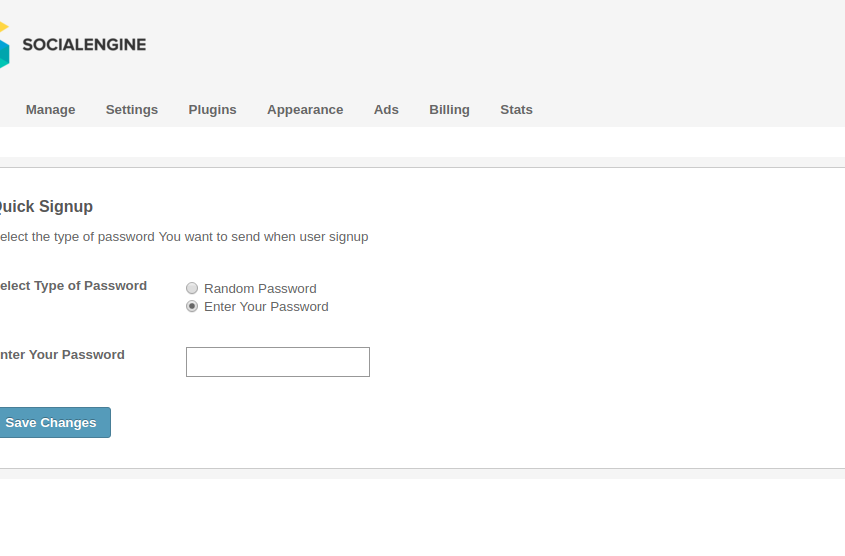 SOCIALENGINE
Manage Settings Plugins Appearance Ads Billing Stats
uick Signup
elect the type of password You want to send when user signup
elect Type of Password
Random Password
Enter Your Password
nter Your Password
Save Changes